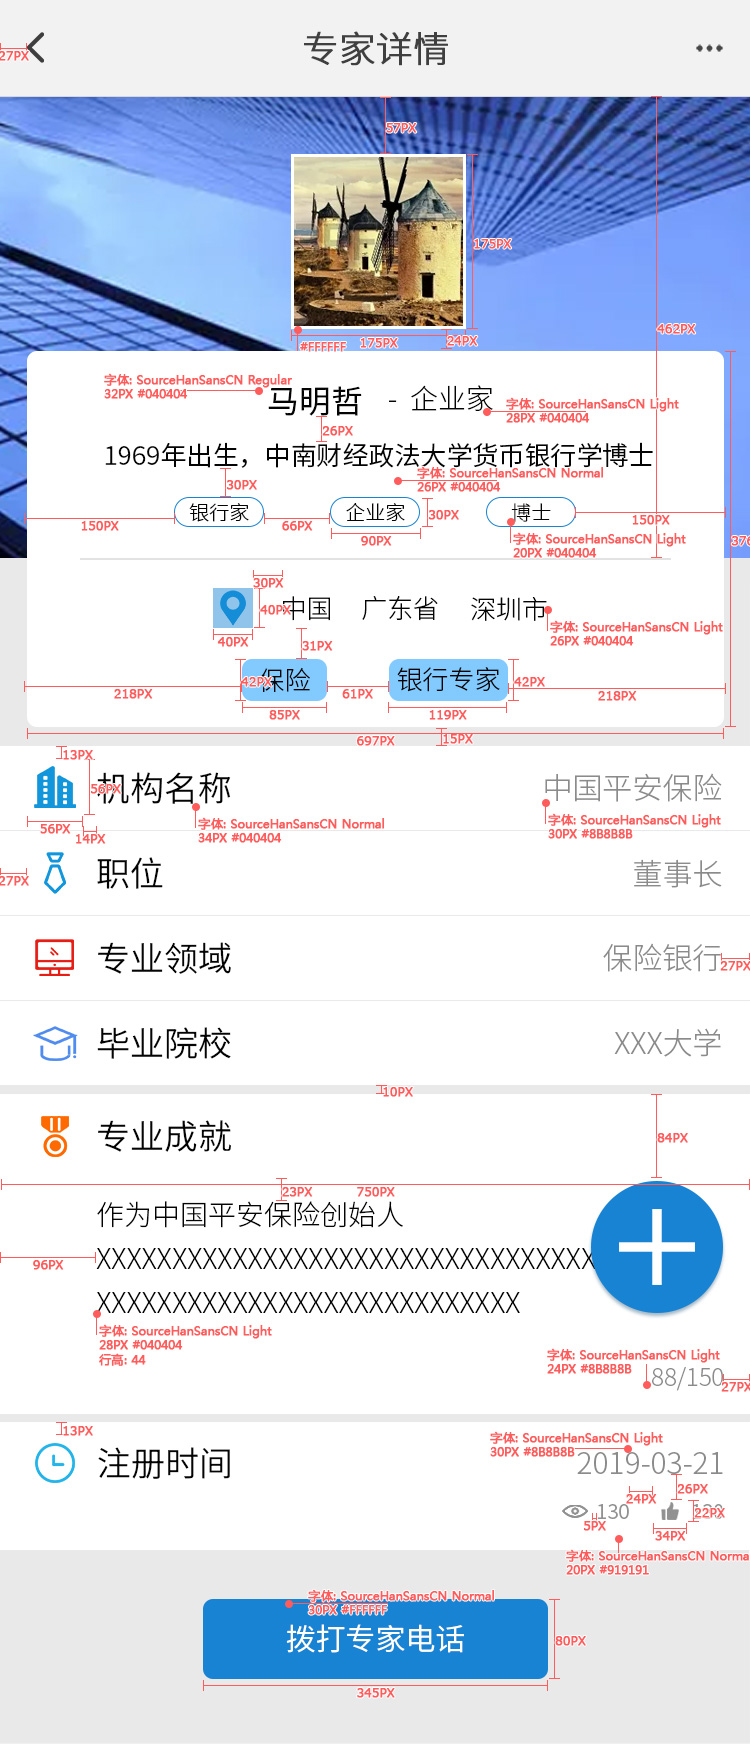 27PX
专家详情
57PX
175PX
462PX
#FFFFFF
175PX
24PX
字体: SourceHanSansCN Regular
32PX #040404
马明哲
- 企业家
字体: SourceHanSansCN Light
28PX #040404
26PX
1969年出生，中南财经政法大学货币银行学博士
30PX
字体: SourceHanSansCN Normal
26PX #040404
银行家
企业家
博士
150PX
66PX
90PX
30PX
150PX
字体: SourceHanSansCN Light
20PX #040404
376
30PX
40PX
中国
广东省
深圳市
40PX
31PX
字体: SourceHanSansCN Light
26PX #040404
218PX
42PX
保险
61PX
银行专家
42PX
218PX
85PX
119PX
697PX
15PX
13PX
56PX
机构名称
中国平安保险
56PX
14PX
字体: SourceHanSansCN Normal
34PX #040404
字体: SourceHanSansCN Light
30PX #8B8B8B
27PX
职位
董事长
专业领域
保险银行
27PX
毕业院校
XXX大学
10PX
专业成就
84PX
23PX
750PX
作为中国平安保险创始人
96PX
XXXXXXXXXXXXXXXXXXXXXXXXXXXXXXXXX
XXXXXXXXXXXXXXXXXXXXXXXXXXXX
字体: SourceHanSansCN Light
28PX #040404
行高: 44
字体: SourceHanSansCN Light
24PX #8B8B8B
88/150
27PX
13PX
注册时间
字体: SourceHanSansCN Light
30PX #8B8B8B
2019-03-21
24PX
26PX
130
22PX
5PX
34PX
字体: SourceHanSansCN Norma
20PX #919191
字体: SourceHanSansCN Normal
30PX #FFFFFF
拨打专家电话
80PX
345PX